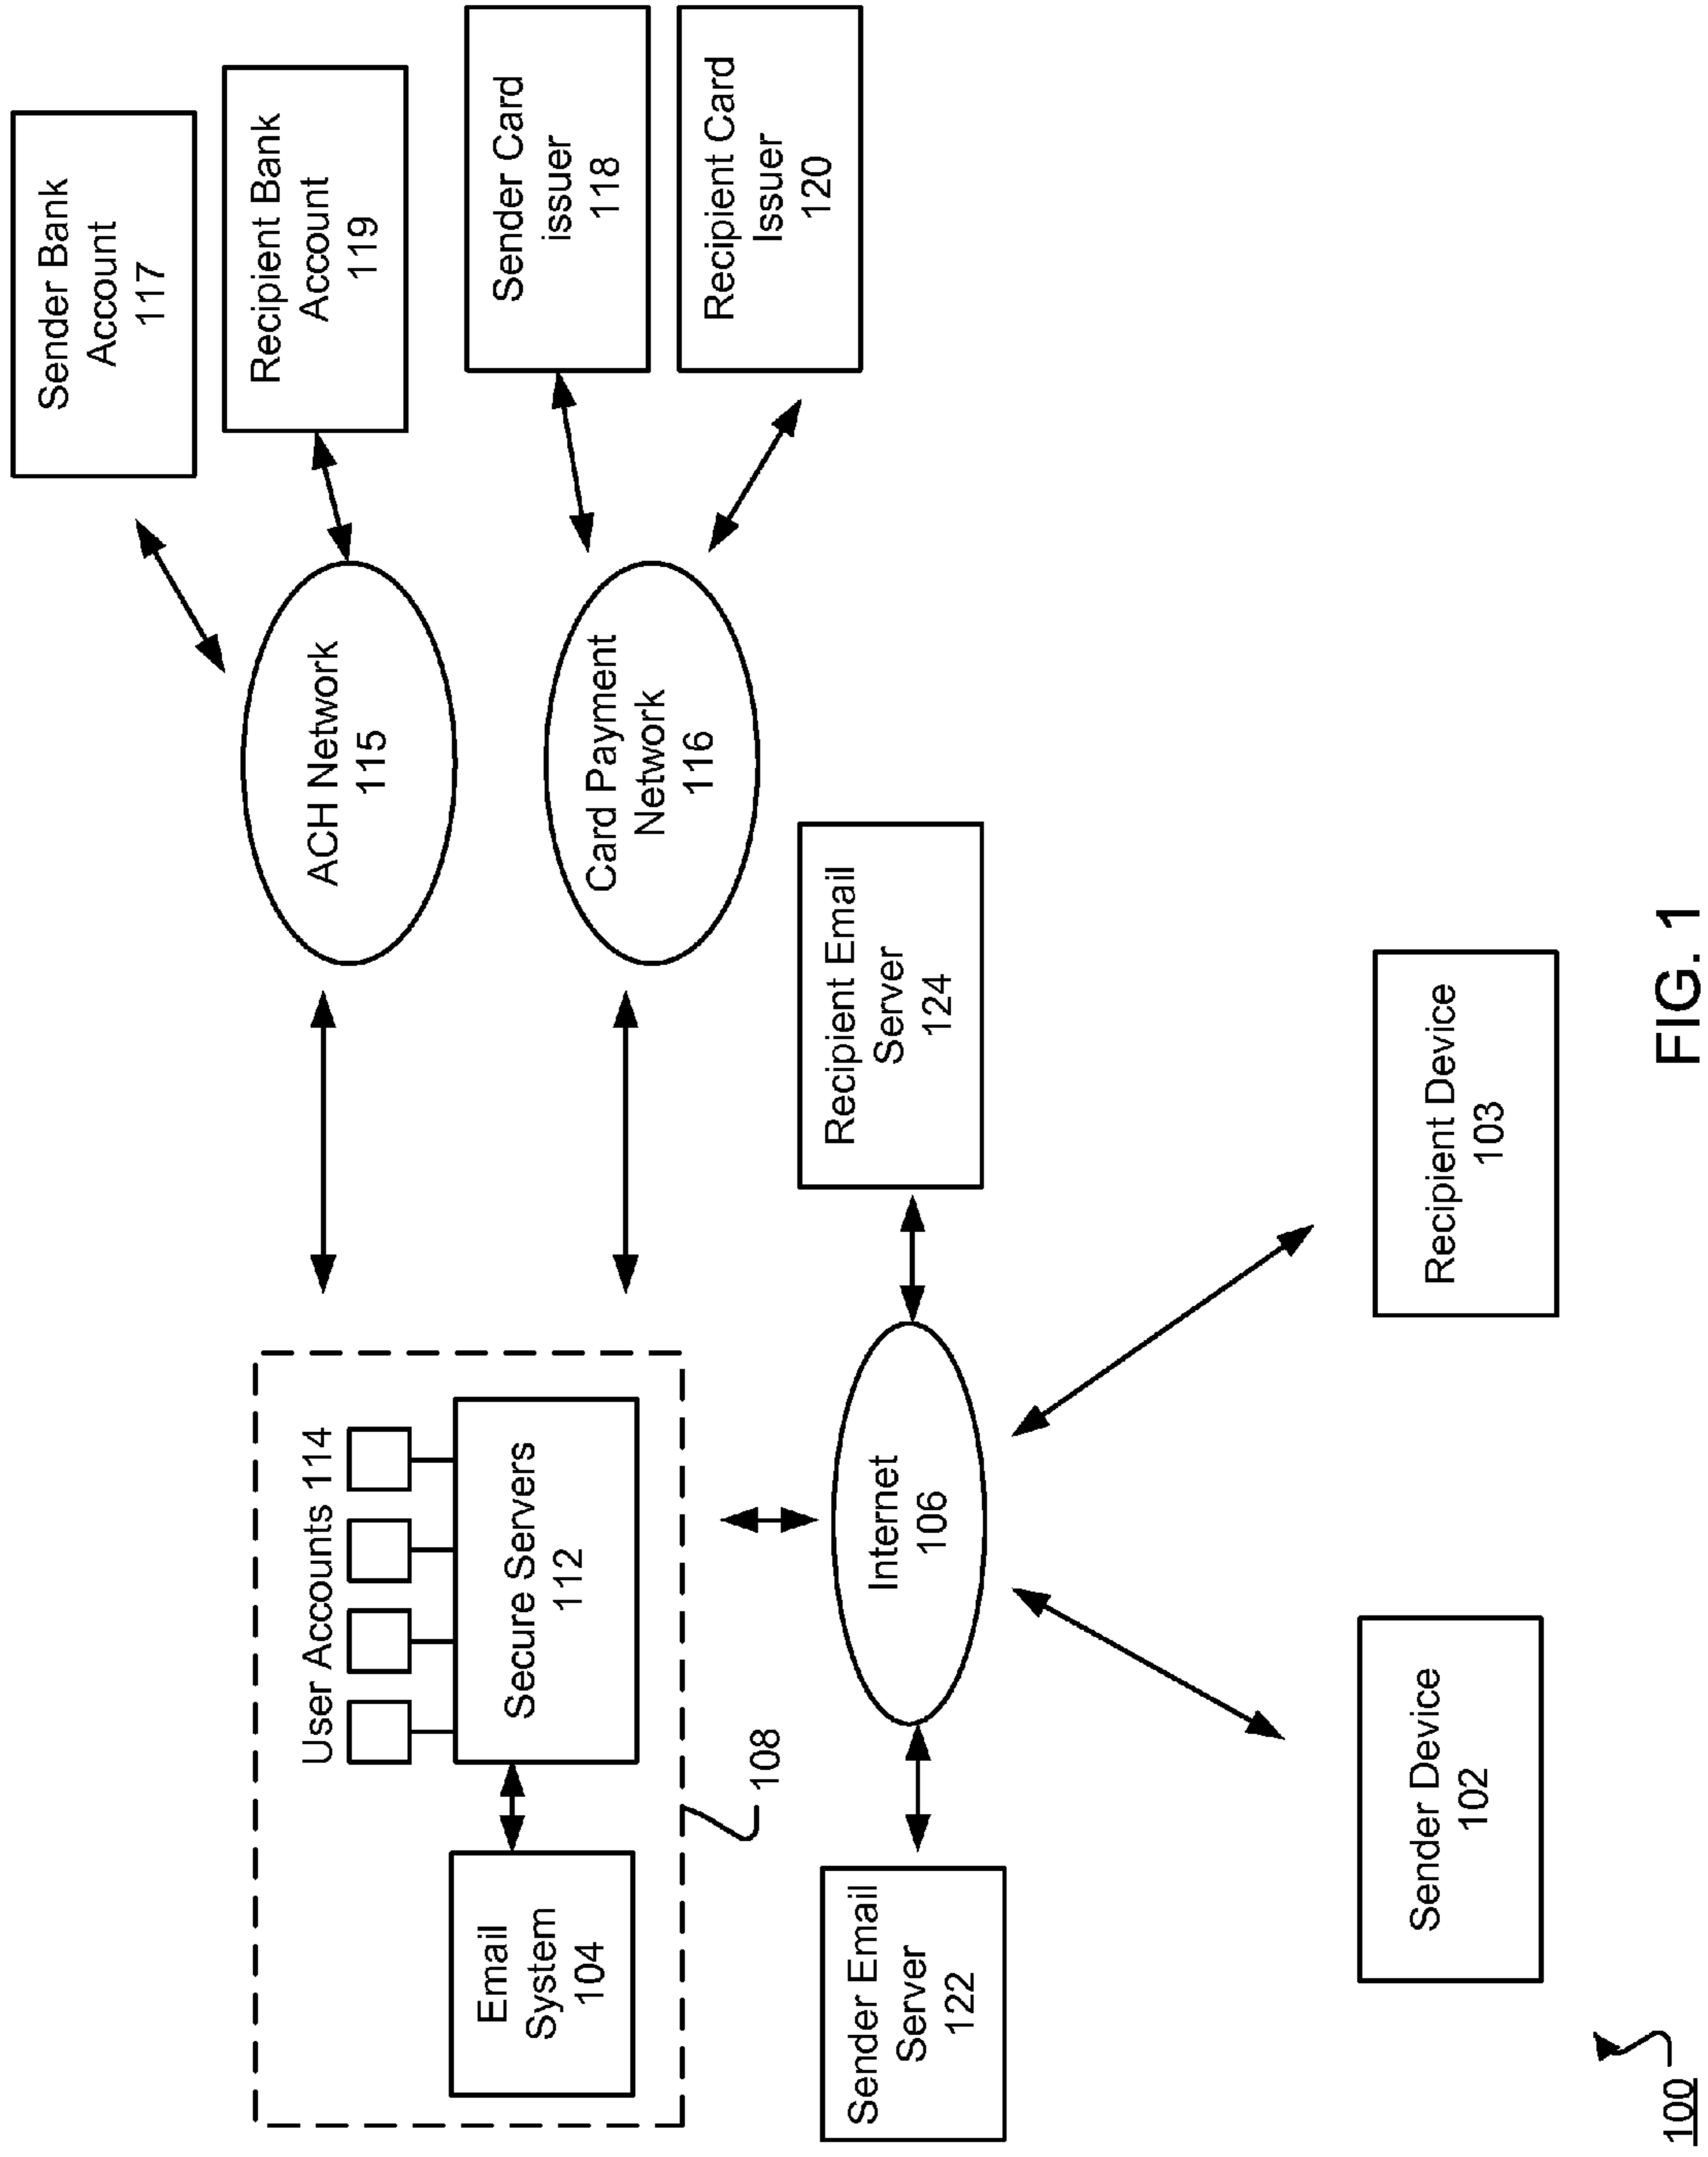 Sender Bank
Account
117
Recipient Bank
Account
119
Sender Card
issuer
118
Recipient Card
Issuer
120
ACH Network
115
Card Payment
Network
116
User Accounts 114
Secure Servers
112
Email
System
104
108
Recipient Email
Server
124
Internet
106
Sender Email
Server
122
Recipient Device
103
Sender Device
102
100
FIG. 1